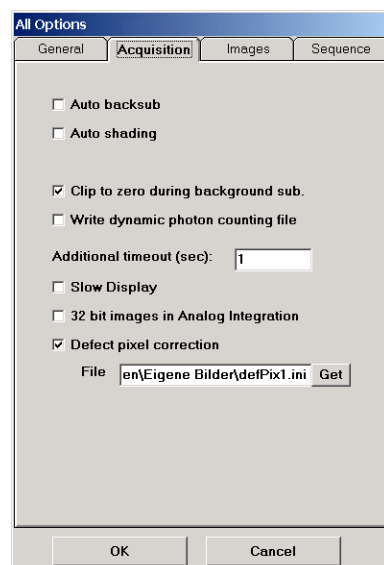 All Options
General Acquisition Images Sequence
Auto backsub
Auto shading
Clip to zero during background sub.
Write dynamic photon counting file
Additional timeout (sec): 1
Slow Display
32 bit images in Analog Integration
Defect pixel correction
File en\Eigene Bilder\defPix1.ini Get
OK Cancel